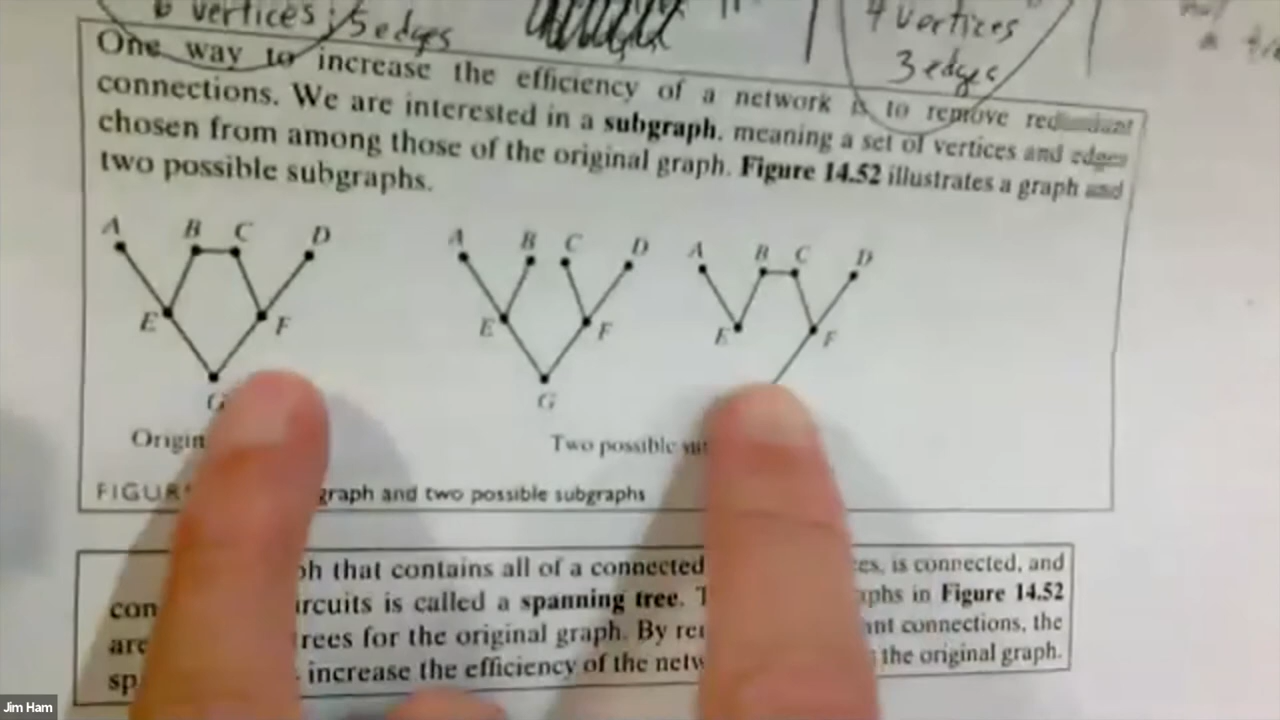 6 vertices, 5 edges
4 vertices
3 edges
One way to increase the efficiency of a network is to remove redundant
connections. We are interested in a subgraph, meaning a set of vertices and edges
chosen from among those of the original graph. Figure 14.52 illustrates a graph and
two possible subgraphs.
A B C D
E F
G
A B C D
E F
G
A B C D
E F
Origin
Two possible su
FIGUR graph and two possible subgraphs
ph that contains all of a connected es, is connected, and
con ircuits is called a spanning tree. T aphs in Figure 14.52
are rees for the original graph. By re ant connections, the
sp increase the efficiency of the netw the original graph.
Jim Ham